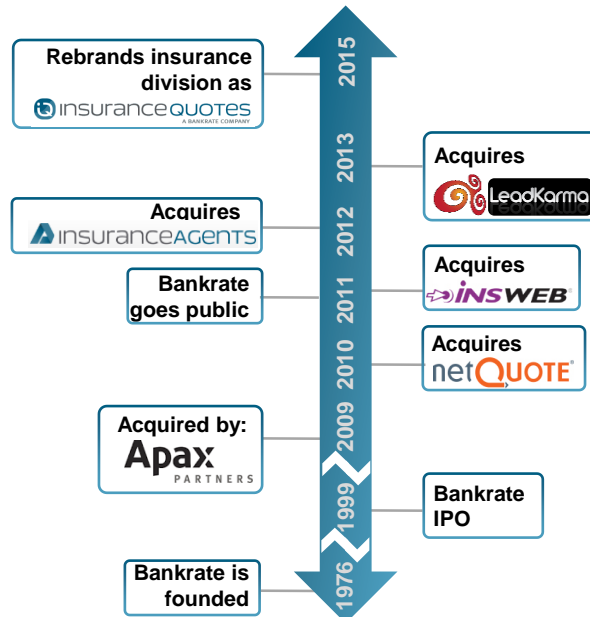 Rebrands insurance
division as
insuranceQUOTES
A BANKRATE COMPANY
2015
2013
Acquires
LeadKarma
Acquires
insuranceAGENTS
2012
Bankrate
goes public
2011
Acquires
INSWEB®
2010
Acquires
netQUOTE®
Acquired by:
Apax
PARTNERS
2009
1999
Bankrate
IPO
Bankrate is
founded
1976